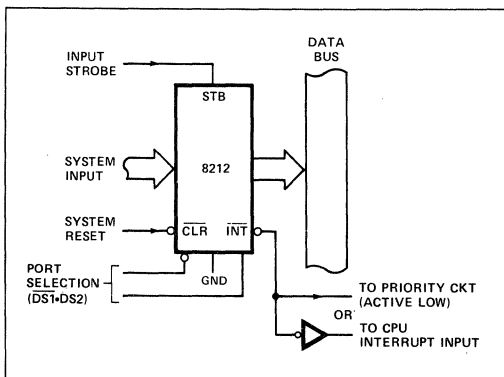 INPUT
STROBE
STB
DATA
BUS
SYSTEM
INPUT
8212
SYSTEM
RESET
CLR
INT
PORT
SELECTION
(DS1•DS2)
GND
TO PRIORITY CKT
(ACTIVE LOW)
OR
TO CPU
INTERRUPT INPUT